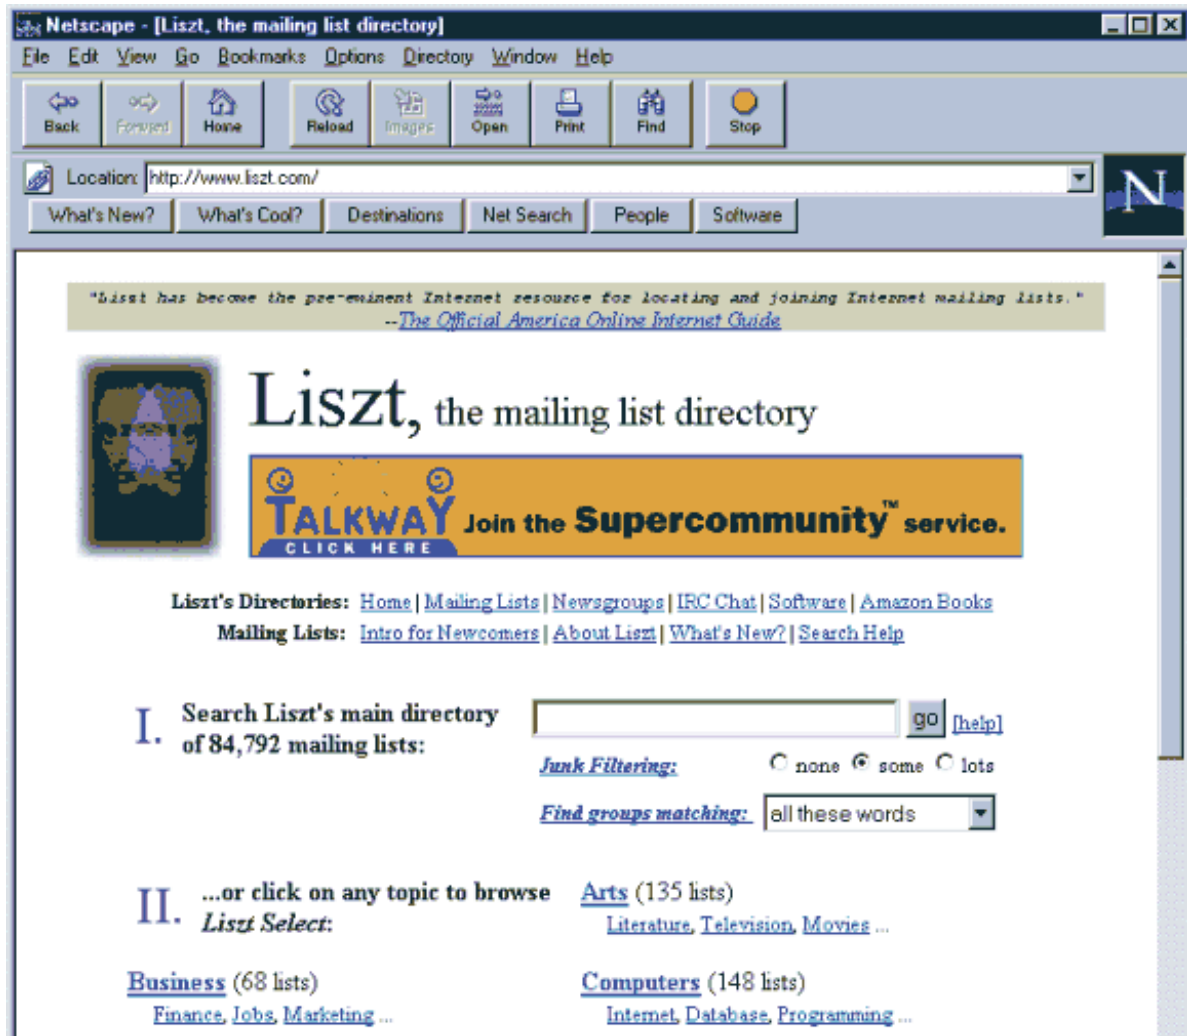 Netscape - [Liszt, the mailing list directory]
File Edit View Go Bookmarks Options Directory Window Help
Back Forward Home Reload Images Open Print Find Stop
Location: http://www.liszt.com/
N
What's New? What's Cool? Destinations Net Search People Software
"Liszt has become the pre-eminent Internet resource for locating and joining Internet mailing lists."
--The Official America Online Internet Guide
Liszt, the mailing list directory
TALKWAY Join the Supercommunity™ service.
CLICK HERE
Liszt's Directories: Home | Mailing Lists | Newsgroups | IRC Chat | Software | Amazon Books
Mailing Lists: Intro for Newcomers | About Liszt | What's New? | Search Help
I. Search Liszt's main directory
of 84,792 mailing lists:
go [help]
Junk Filtering: none some lots
Find groups matching: all these words
II. ...or click on any topic to browse
Liszt Select:
Arts (135 lists)
Literature, Television, Movies ...
Business (68 lists)
Finance, Jobs, Marketing ...
Computers (148 lists)
Internet, Database, Programming ...